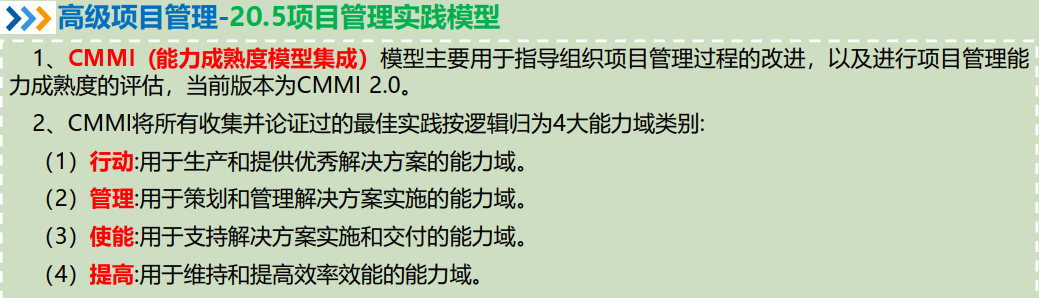 高级项目管理-20.5项目管理实践模型
1、CMMI（能力成熟度模型集成）模型主要用于指导组织项目管理过程的改进，以及进行项目管理能
力成熟度的评估，当前版本为CMMI 2.0。
2、CMMI将所有收集并论证过的最佳实践按逻辑归为4大能力域类别:
（1）行动:用于生产和提供优秀解决方案的能力域。
（2）管理:用于策划和管理解决方案实施的能力域。
（3）使能:用于支持解决方案实施和交付的能力域。
（4）提高:用于维持和提高效率效能的能力域。